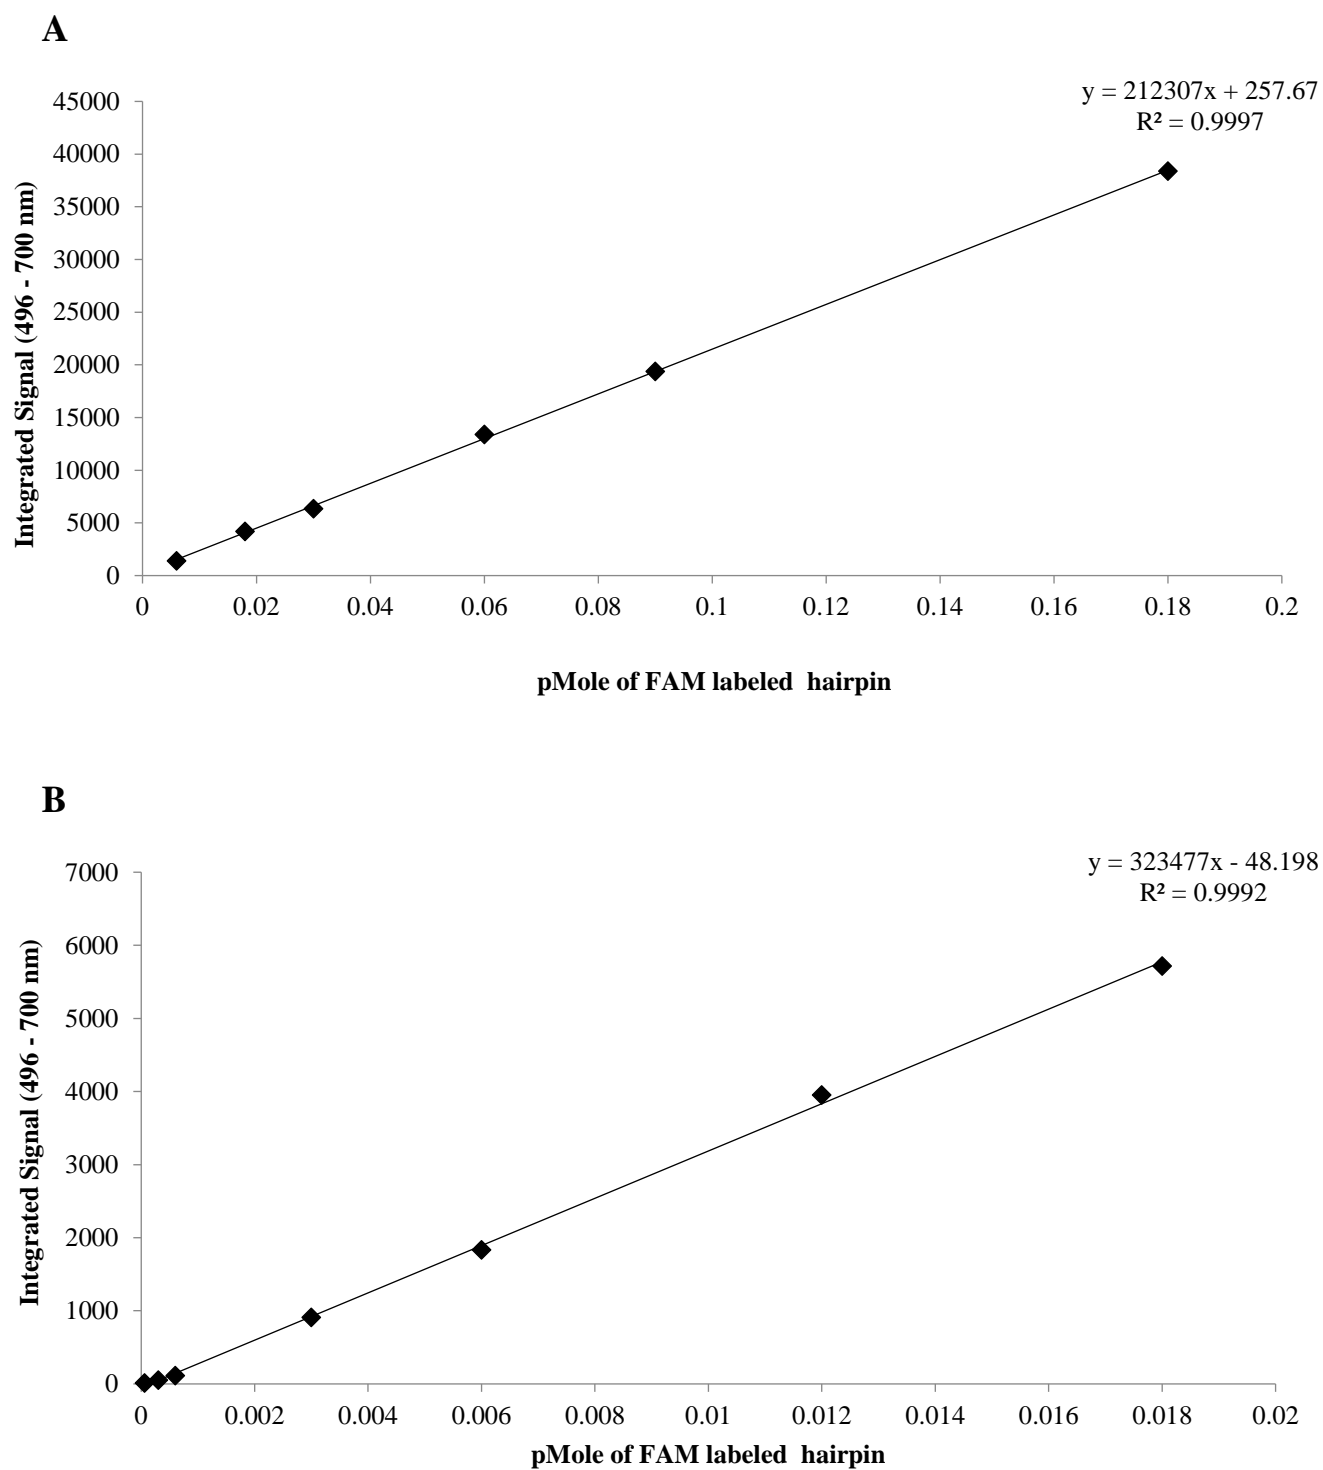 A
y = 212307x + 257.67
R² = 0.9997
45000
40000
35000
30000
25000
20000
15000
10000
5000
0
Integrated Signal (496 - 700 nm)
0 0.02 0.04 0.06 0.08 0.1 0.12 0.14 0.16 0.18 0.2
pMole of FAM labeled hairpin
B
y = 323477x - 48.198
R² = 0.9992
7000
6000
5000
4000
3000
2000
1000
0
Integrated Signal (496 - 700 nm)
0 0.002 0.004 0.006 0.008 0.01 0.012 0.014 0.016 0.018 0.02
pMole of FAM labeled hairpin